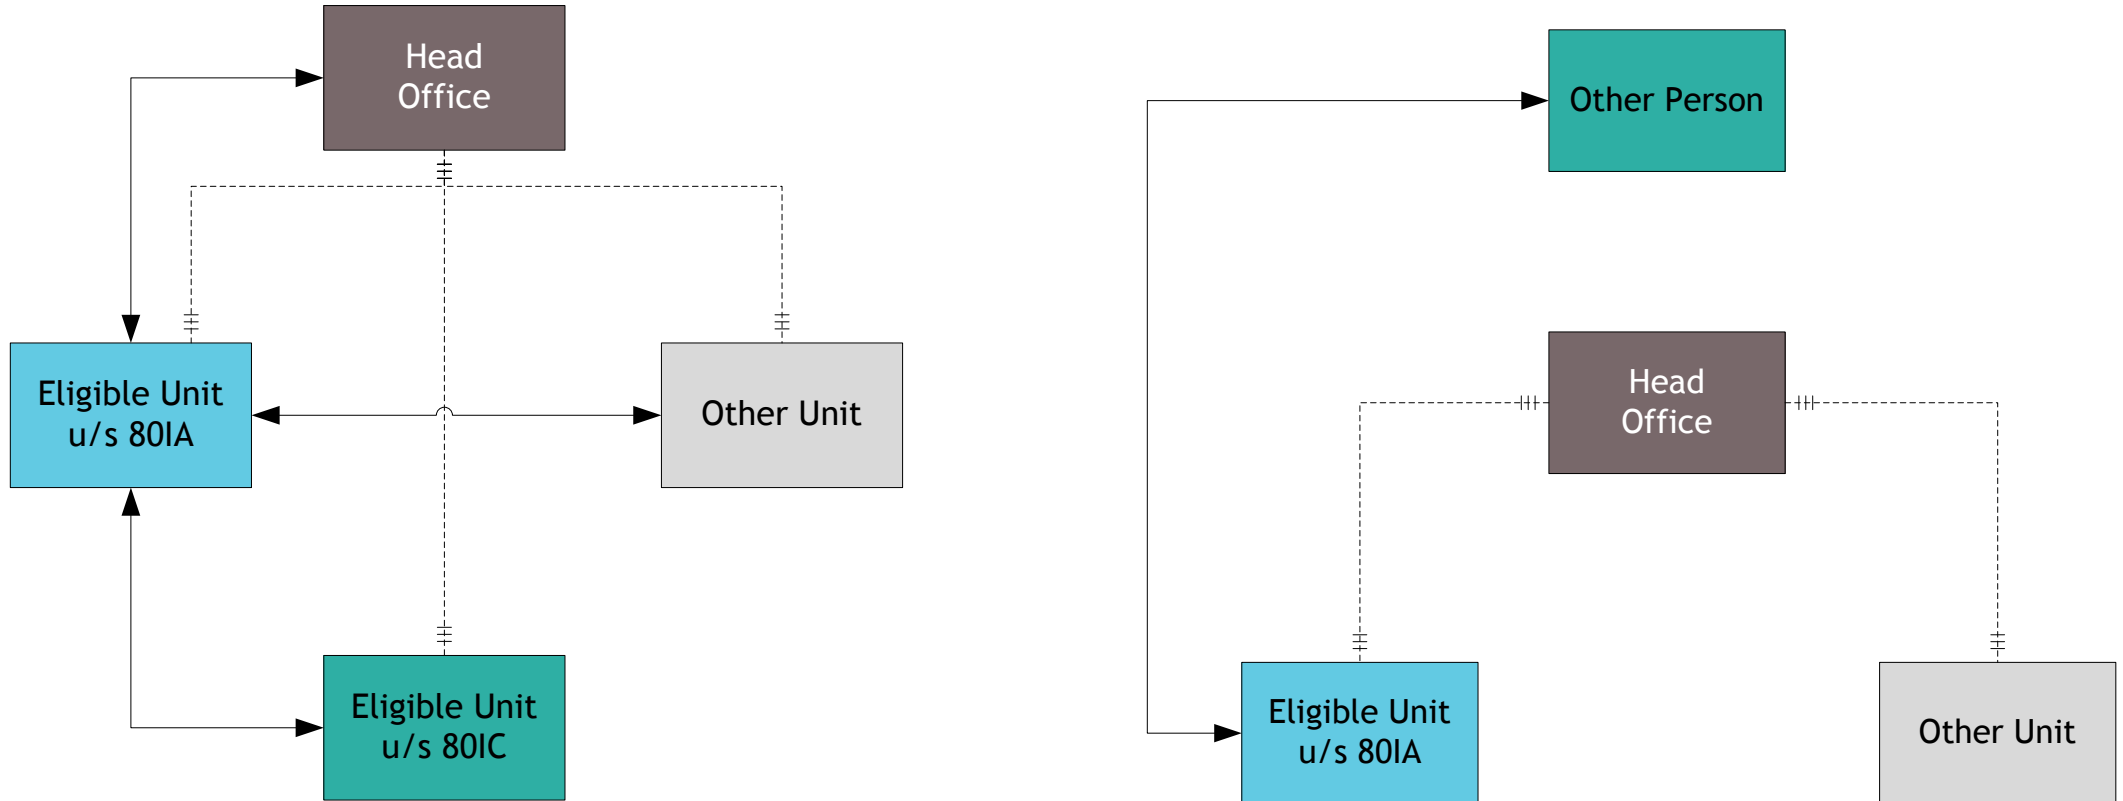 Head
Office
Eligible Unit
u/s 80IA
Other Unit
Eligible Unit
u/s 80IC
Other Person
Head
Office
Eligible Unit
u/s 80IA
Other Unit